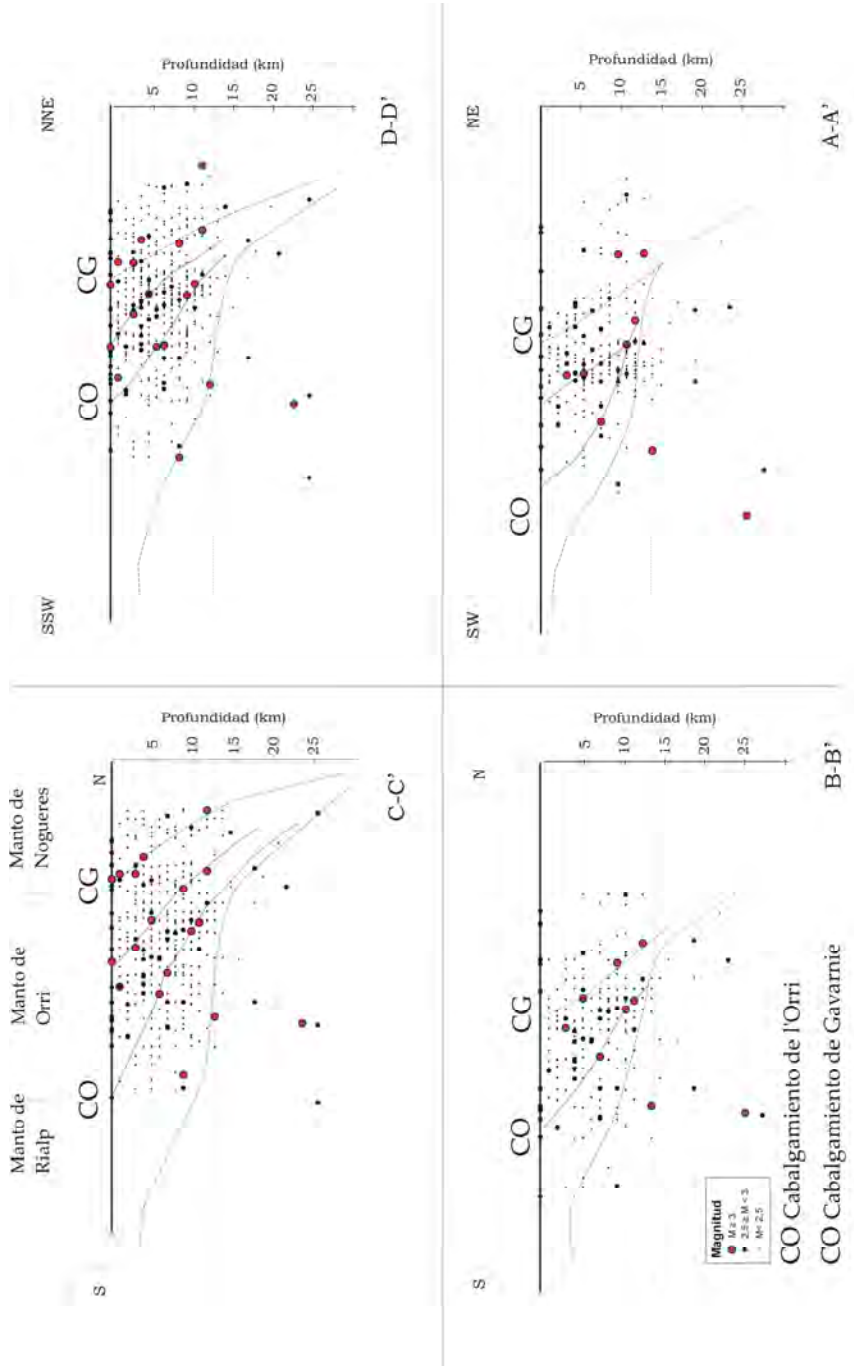 Manto de Rialp
Manto de Orri
Manto de Nogueres
S
CO
CG
N
5
10
15
20
25
Profundidad (km)
C-C'
SSW
CO
CG
NNE
5
10
15
20
25
Profundidad (km)
D-D'
S
CO
CG
N
5
10
15
20
25
Profundidad (km)
B-B'
Magnitud
M ≥ 3
2,5 ≥ M < 3
M < 2,5
CO Cabalgamiento de l'Orri
CO Cabalgamiento de Gavarnie
SW
CO
CG
NE
5
10
15
20
25
Profundidad (km)
A-A'